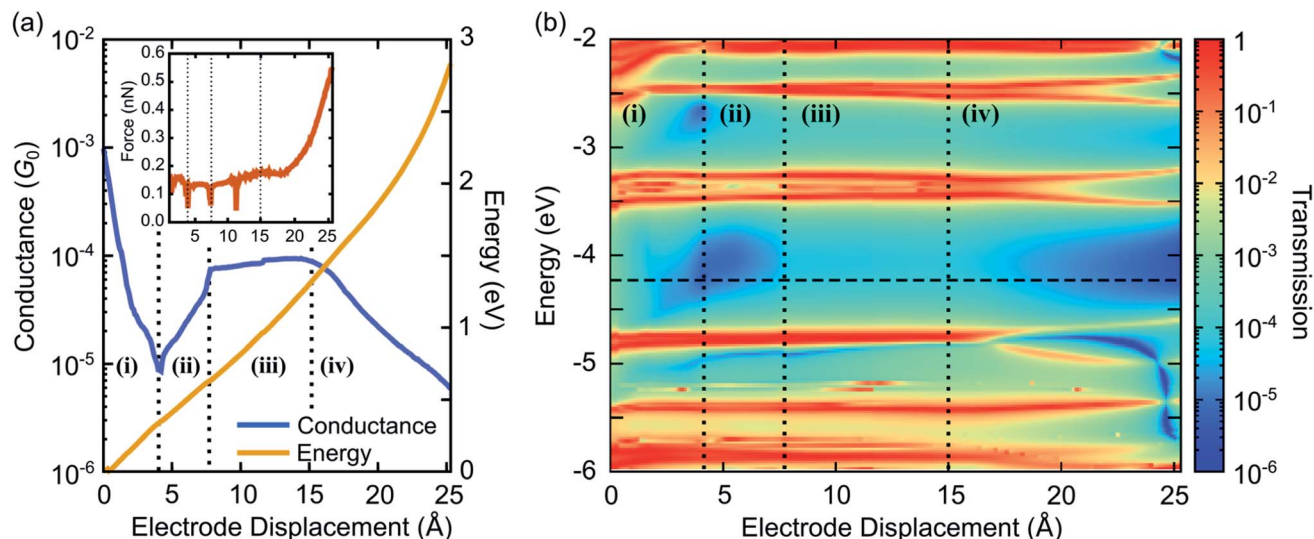 (a)
10^-2
10^-3
10^-4
10^-5
10^-6
Conductance (G0)
0 5 10 15 20 25
Electrode Displacement (Å)
3
2
1
0
Energy (eV)
0.6
0.5
0.4
0.3
0.2
0.1
0.0
Force (nN)
5 10 15 20 25
(i) (ii) (iii) (iv)
Conductance
Energy
(b)
-2
-3
-4
-5
-6
Energy (eV)
(i) (ii) (iii) (iv)
0 5 10 15 20 25
Electrode Displacement (Å)
1
10^-1
10^-2
10^-3
10^-4
10^-5
10^-6
Transmission